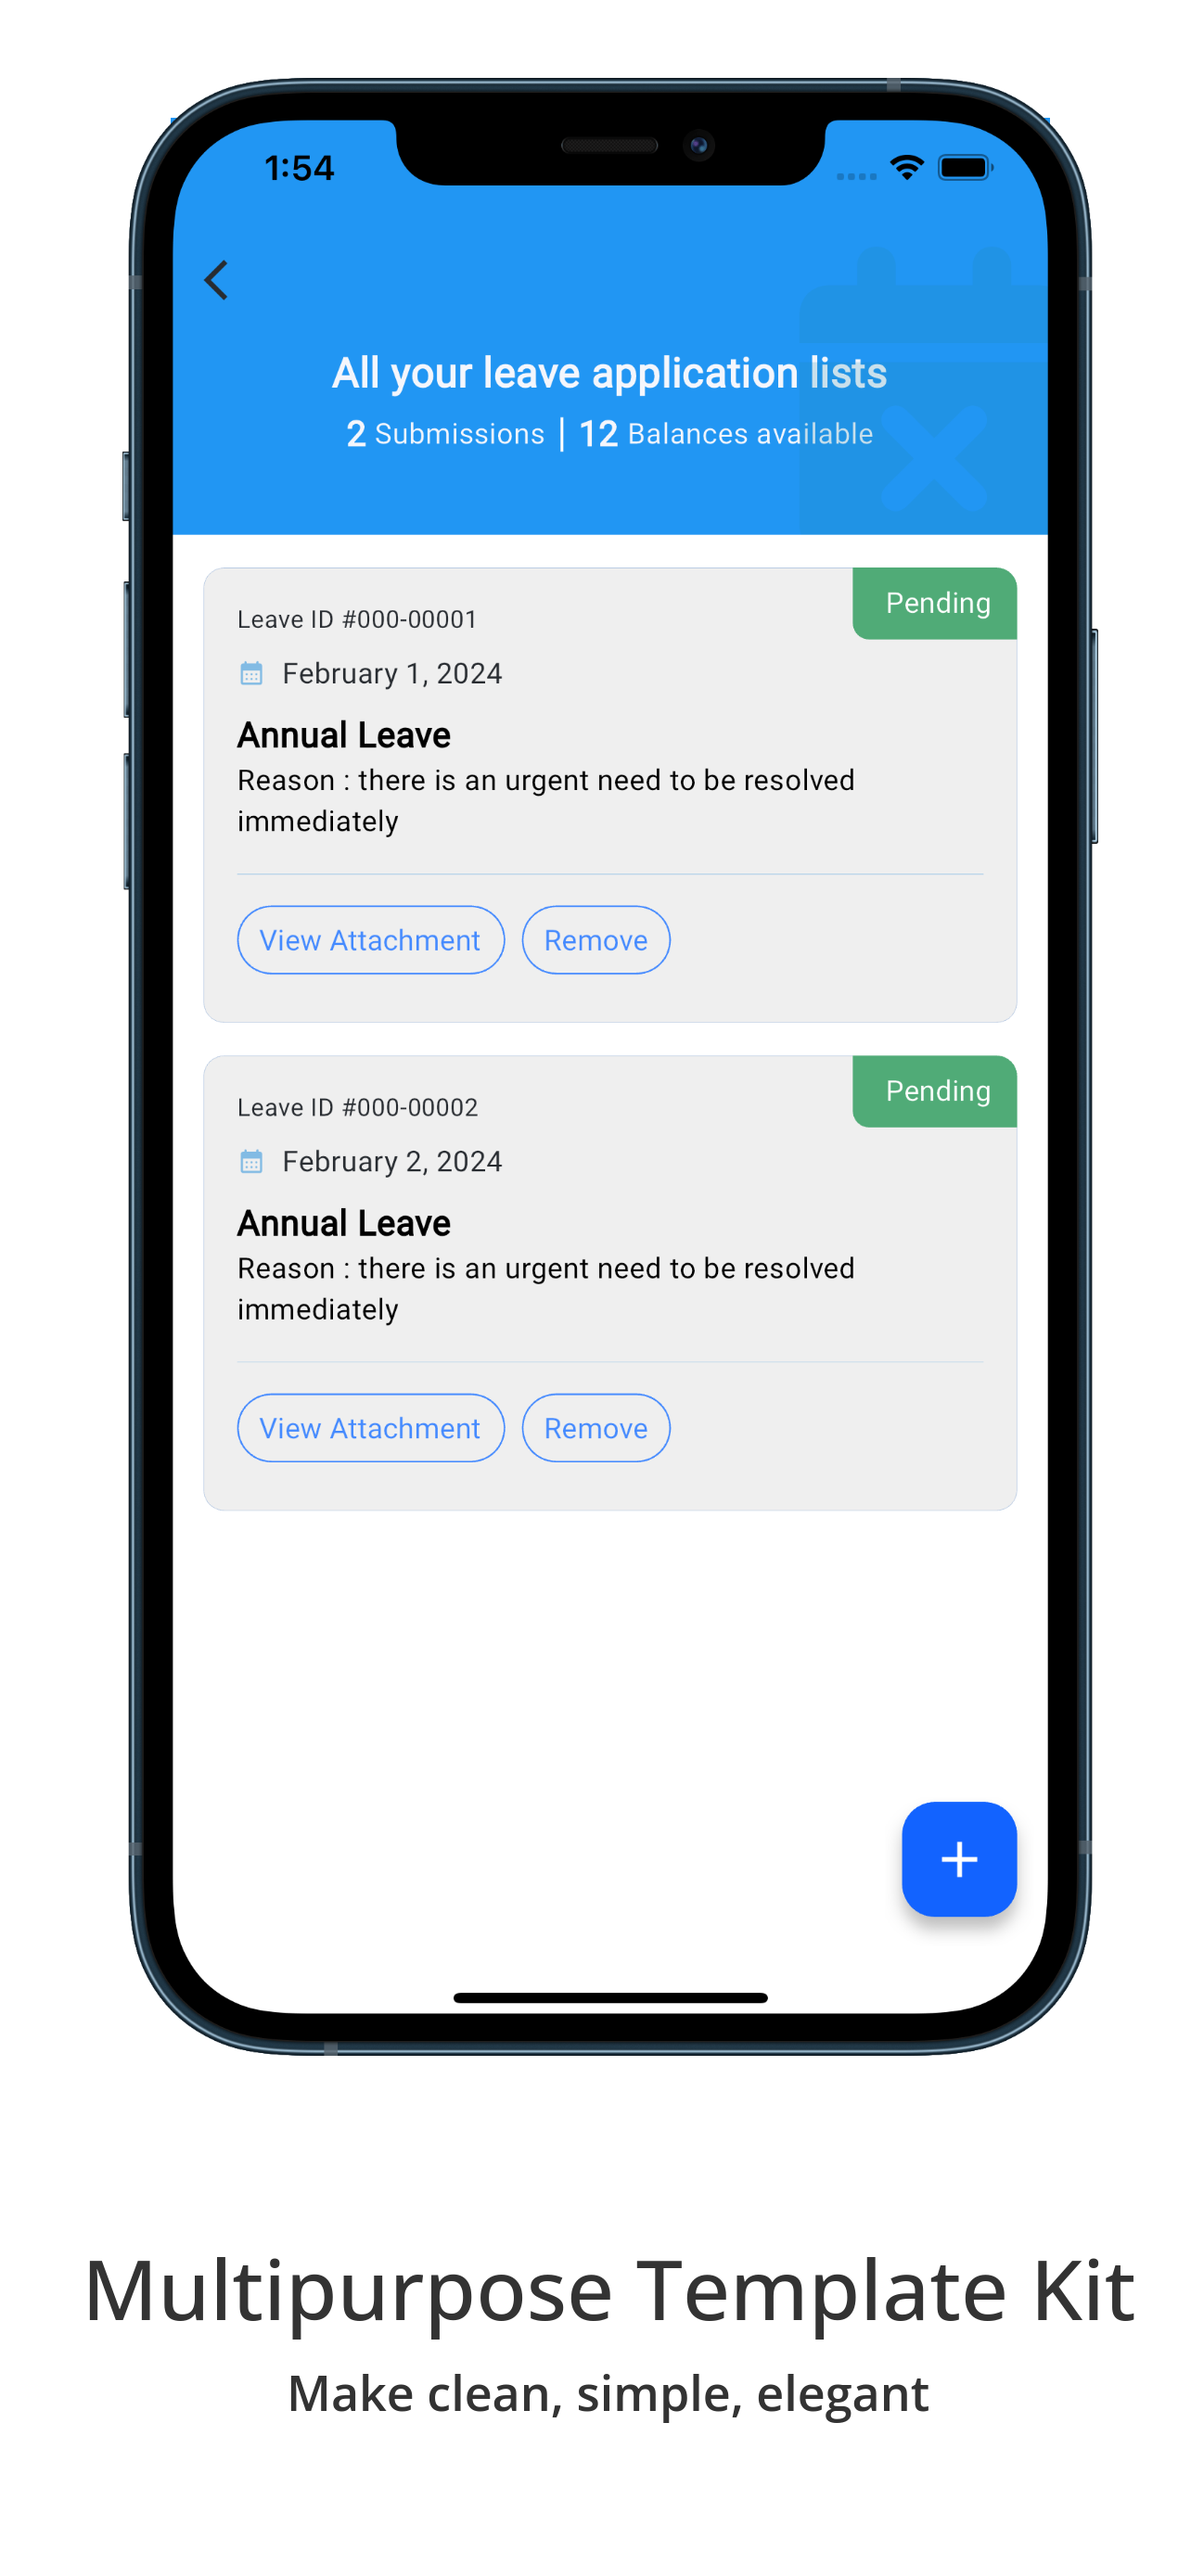 1:54
All your leave application lists
2 Submissions | 12 Balances available
Pending
Leave ID #000-00001
February 1, 2024
Annual Leave
Reason : there is an urgent need to be resolved
immediately
View Attachment Remove
Pending
Leave ID #000-00002
February 2, 2024
Annual Leave
Reason : there is an urgent need to be resolved
immediately
View Attachment Remove
Multipurpose Template Kit
Make clean, simple, elegant